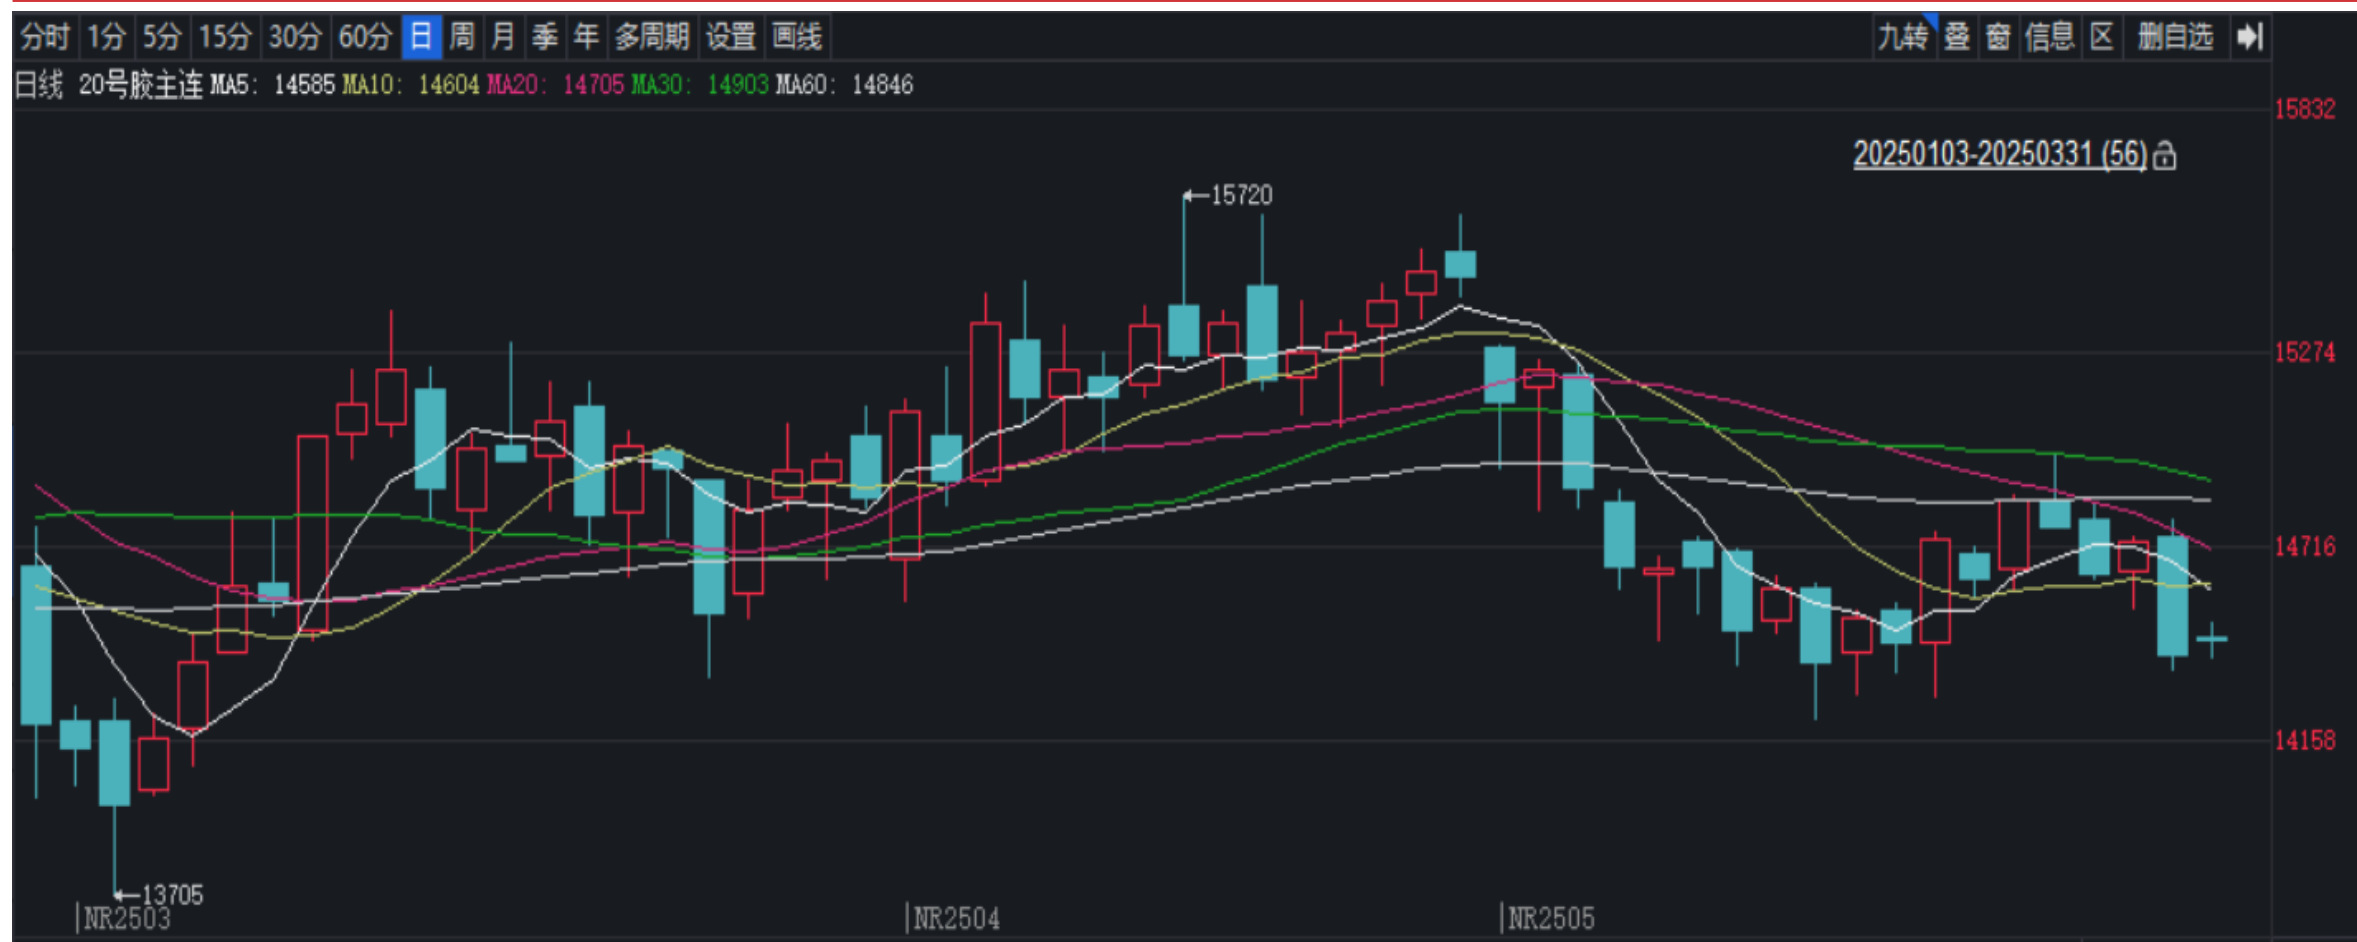 分时 1分 5分 15分 30分 60分 日 周 月 季 年 多周期 设置 画线 九转 叠 窗 信息 区 删自选
日线 20号胶主连 MA5: 14585 MA10: 14604 MA20: 14705 MA30: 14903 MA60: 14846
15832
20250103-20250331 (56)
15720
15274
14716
14158
13705
NR2503 NR2504 NR2505